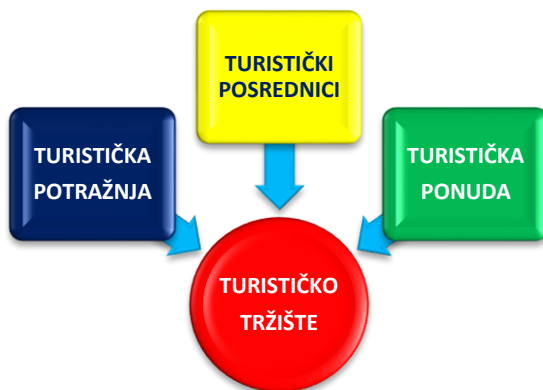 TURISTIČKI
POSREDNICI
TURISTIČKA
POTRAŽNJA
TURISTIČKA
PONUDA
TURISTIČKO
TRŽIŠTE